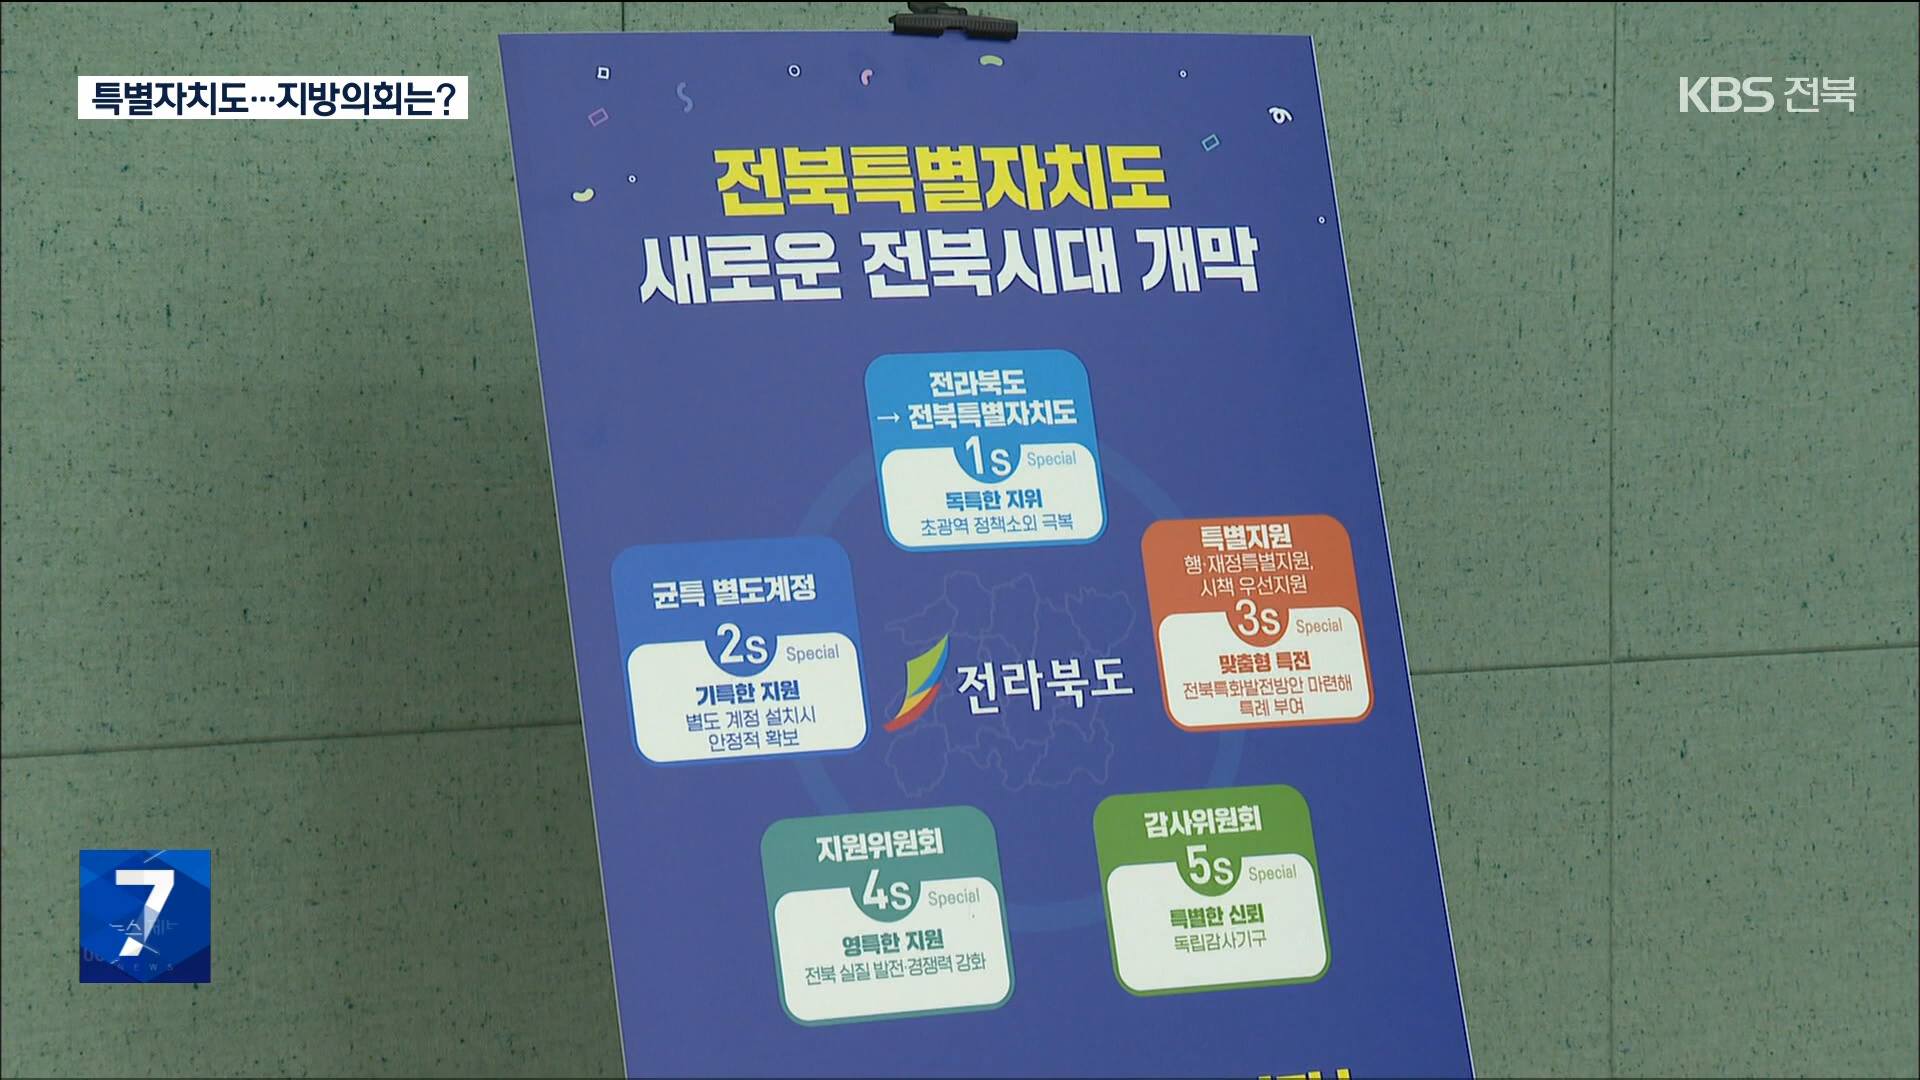 특별자치도…지방의회는?
KBS 전북
전북특별자치도
새로운 전북시대 개막
전라북도
→ 전북특별자치도
1s Special
독특한 지위
초광역 정책소외 극복
균특 별도계정
2s Special
기특한 지원
별도 계정 설치시
안정적 확보
특별지원
행·재정특별지원,
시책 우선지원
3s Special
맞춤형 특전
전북특화발전방안 마련해
특례 부여
전라북도
지원위원회
4s Special
영특한 지원
전북 실질 발전·경쟁력 강화
감사위원회
5s Special
특별한 신뢰
독립감사기구
7
NEWS